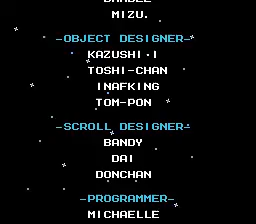 MIZU.
-OBJECT DESIGNER-
KAZUSHI·I
TOSHI-CHAN
INAFKING
TOM-PON
-SCROLL DESIGNER-
BANDY
DAI
DONCHAN
-PROGRAMMER-
MICHAELLE